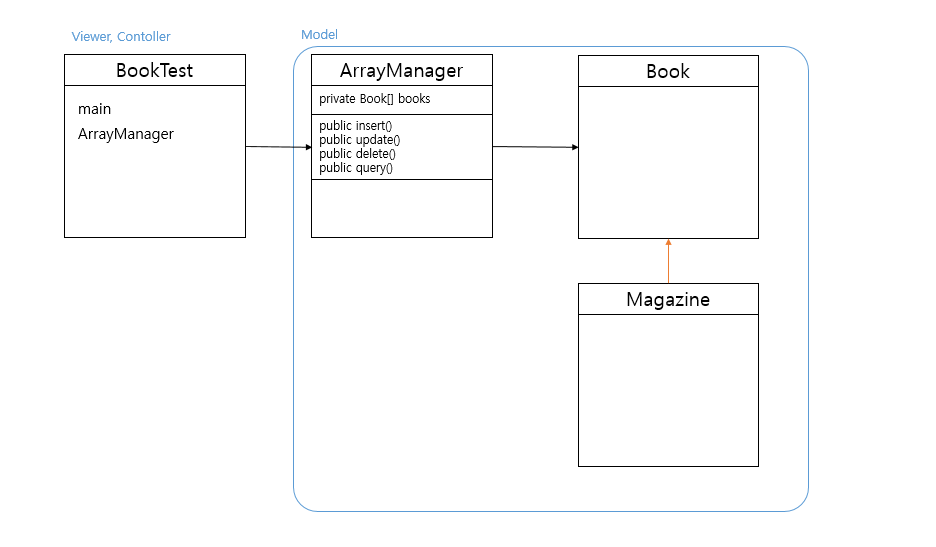 Viewer, Contoller
Model
BookTest
main
ArrayManager
ArrayManager
private Book[] books
public insert()
public update()
public delete()
public query()
Book
Magazine